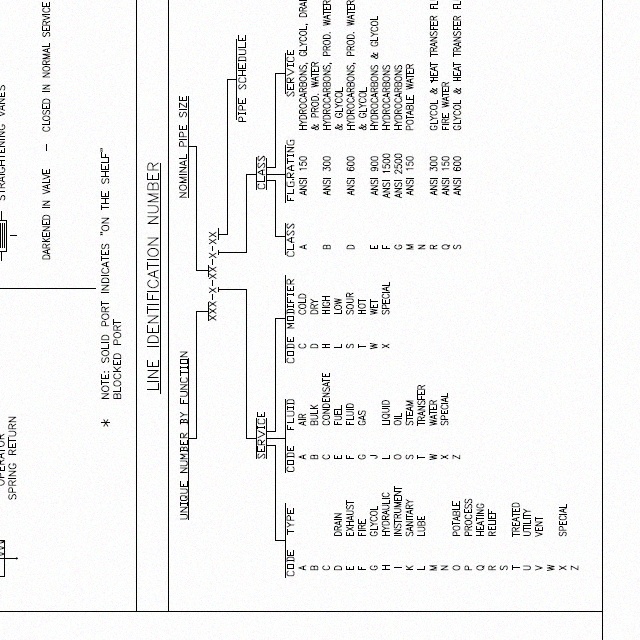 STRAIGHTENING VANES
DARKENED IN VALVE — CLOSED IN NORMAL SERVICE
OPERATOR
SPRING RETURN
* NOTE: SOLID PORT INDICATES "ON THE SHELF"
BLOCKED PORT
LINE IDENTIFICATION NUMBER
UNIQUE NUMBER BY FUNCTION
NOMINAL PIPE SIZE
XXX-X-XX-X-XX
PIPE SCHEDULE
SERVICE
CLASS
CODE TYPE
A
B
C
D DRAIN
E EXHAUST
F FIRE
G GLYCOL
H HYDRAULIC
I INSTRUMENT
K SANITARY
L LUBE
M
N
O POTABLE
P PROCESS
Q HEATING
R RELIEF
S
T TREATED
U UTILITY
V VENT
W
X SPECIAL
Z
CODE FLUID
A AIR
B BULK
C CONDENSATE
E FUEL
F FLUID
G GAS
J
L LIQUID
O OIL
S STEAM
T TRANSFER
W WATER
X SPECIAL
Z
CODE MODIFIER
C COLD
D DRY
H HIGH
L LOW
S SOUR
T HOT
W WET
X SPECIAL
CLASS FLG.RATING SERVICE
A ANSI 150 HYDROCARBONS, GLYCOL, DRAI
& PROD. WATER
B ANSI 300 HYDROCARBONS, PROD. WATER
& GLYCOL
D ANSI 600 HYDROCARBONS, PROD. WATER
& GLYCOL
E ANSI 900 HYDROCARBONS & GLYCOL
F ANSI 1500 HYDROCARBONS
G ANSI 2500 HYDROCARBONS
M ANSI 150 POTABLE WATER
N
R ANSI 300 GLYCOL & HEAT TRANSFER FL
Q ANSI 150 FIRE WATER
S ANSI 600 GLYCOL & HEAT TRANSFER FL